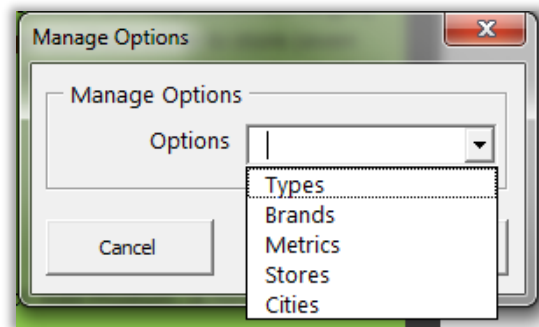 Manage Options
Manage Options
Options
Types
Brands
Metrics
Stores
Cities
Cancel